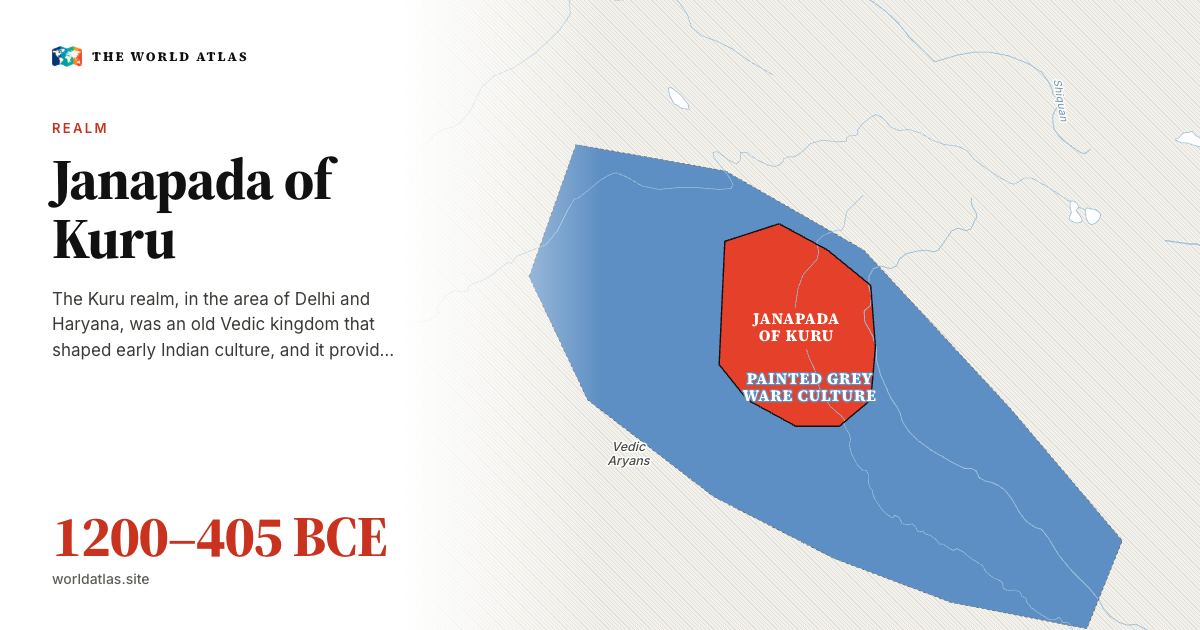 THE WORLD ATLAS
REALM
Janapada of
Kuru
The Kuru realm, in the area of Delhi and
Haryana, was an old Vedic kingdom that
shaped early Indian culture, and it provid...
1200–405 BCE
worldatlas.site
Shiquan
JANAPADA
OF KURU
PAINTED GREY
WARE CULTURE
Vedic
Aryans